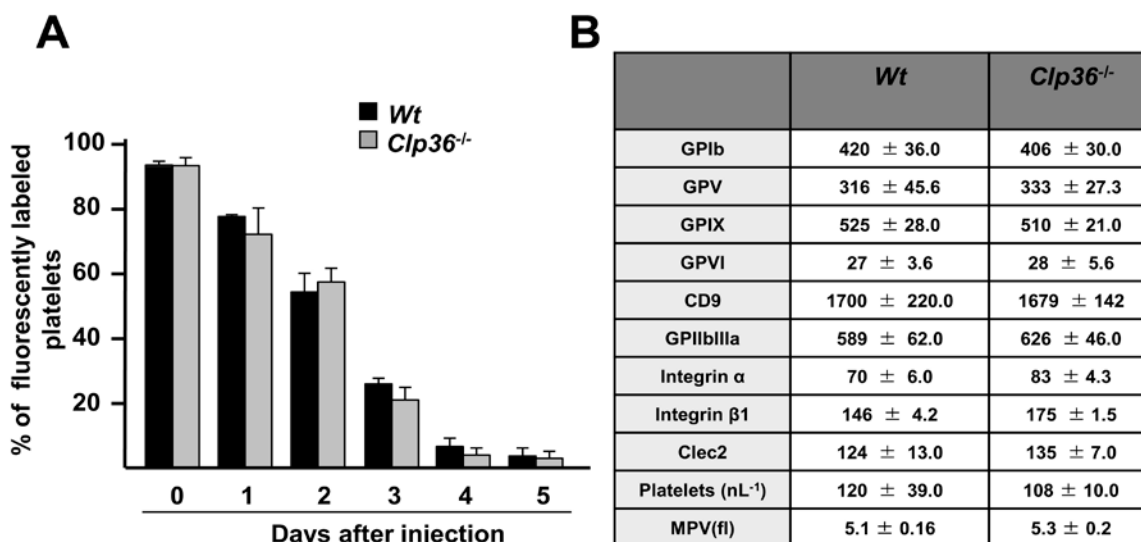 A
Wt
Clp36-/-
% of fluorescently labeled
platelets
100
80
60
40
20
0 1 2 3 4 5
Days after injection
B
Wt Clp36-/-
GPIb 420 ± 36.0 406 ± 30.0
GPV 316 ± 45.6 333 ± 27.3
GPIX 525 ± 28.0 510 ± 21.0
GPVI 27 ± 3.6 28 ± 5.6
CD9 1700 ± 220.0 1679 ± 142
GPIIbIIIa 589 ± 62.0 626 ± 46.0
Integrin α 70 ± 6.0 83 ± 4.3
Integrin β1 146 ± 4.2 175 ± 1.5
Clec2 124 ± 13.0 135 ± 7.0
Platelets (nL-1) 120 ± 39.0 108 ± 10.0
MPV(fl) 5.1 ± 0.16 5.3 ± 0.2